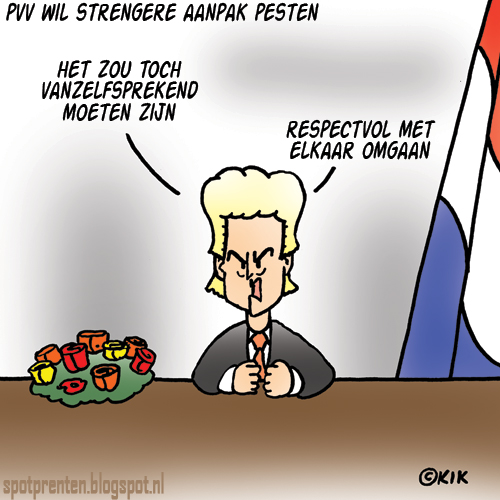 PVV WIL STRENGERE AANPAK PESTEN
HET ZOU TOCH
VANZELFSPREKEND
MOETEN ZIJN
RESPECTVOL MET
ELKAAR OMGAAN
spotprenten.blogspot.nl
©KIK